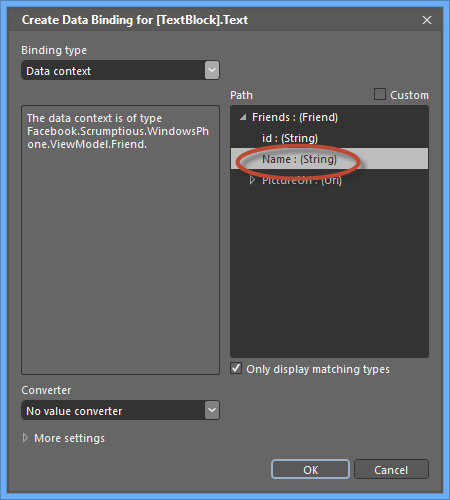 Create Data Binding for [TextBlock].Text
Binding type
Data context
Path
Custom
The data context is of type
Facebook.Scrumptious.WindowsPho
ne.ViewModel.Friend.
Friends : (Friend)
id : (String)
Name : (String)
PictureUri : (Uri)
Only display matching types
Converter
No value converter
More settings
OK
Cancel